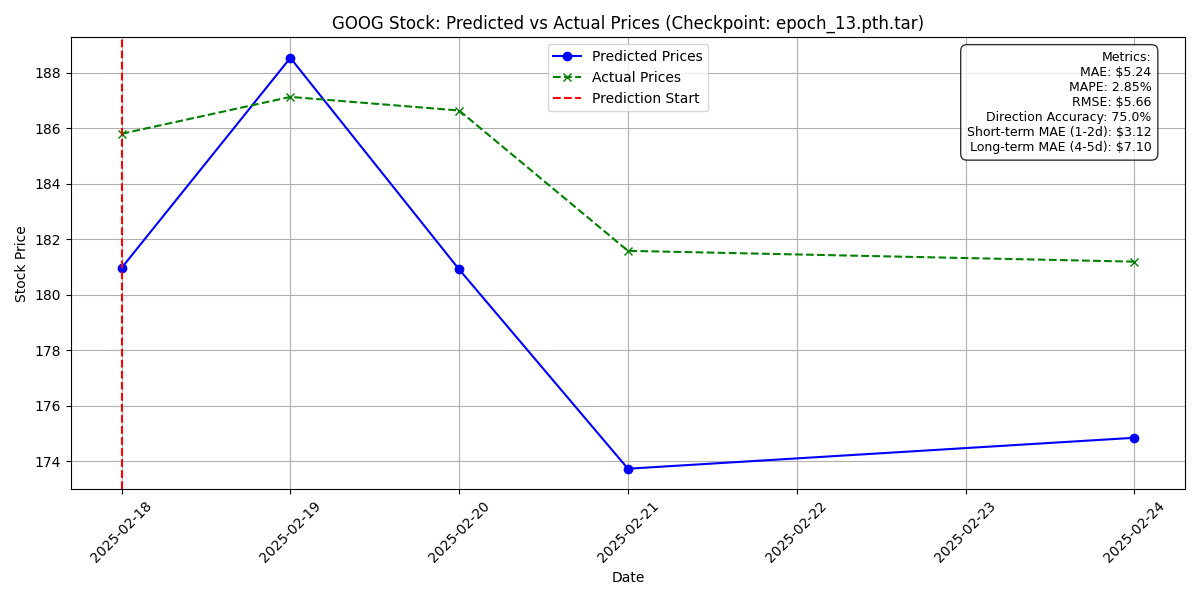 GOOG Stock: Predicted vs Actual Prices (Checkpoint: epoch_13.pth.tar)
Predicted Prices
Actual Prices
Prediction Start
Metrics:
MAE: $5.24
MAPE: 2.85%
RMSE: $5.66
Direction Accuracy: 75.0%
Short-term MAE (1-2d): $3.12
Long-term MAE (4-5d): $7.10
Stock Price
188
186
184
182
180
178
176
174
2025-02-18
2025-02-19
2025-02-20
2025-02-21
2025-02-22
2025-02-23
2025-02-24
Date